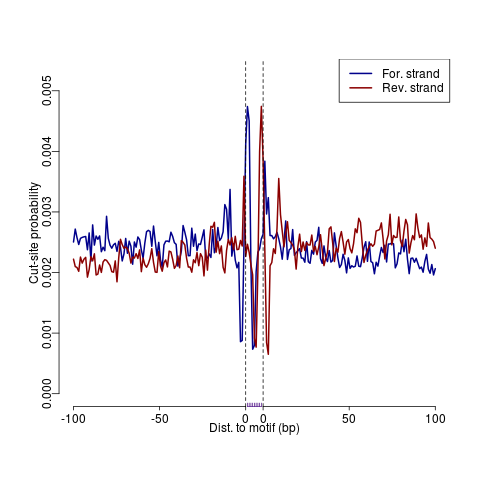 For. strand
Rev. strand
Cut-site probability
0.005
0.004
0.003
0.002
0.001
0.000
-100 -50 0 0 50 100
Dist. to motif (bp)